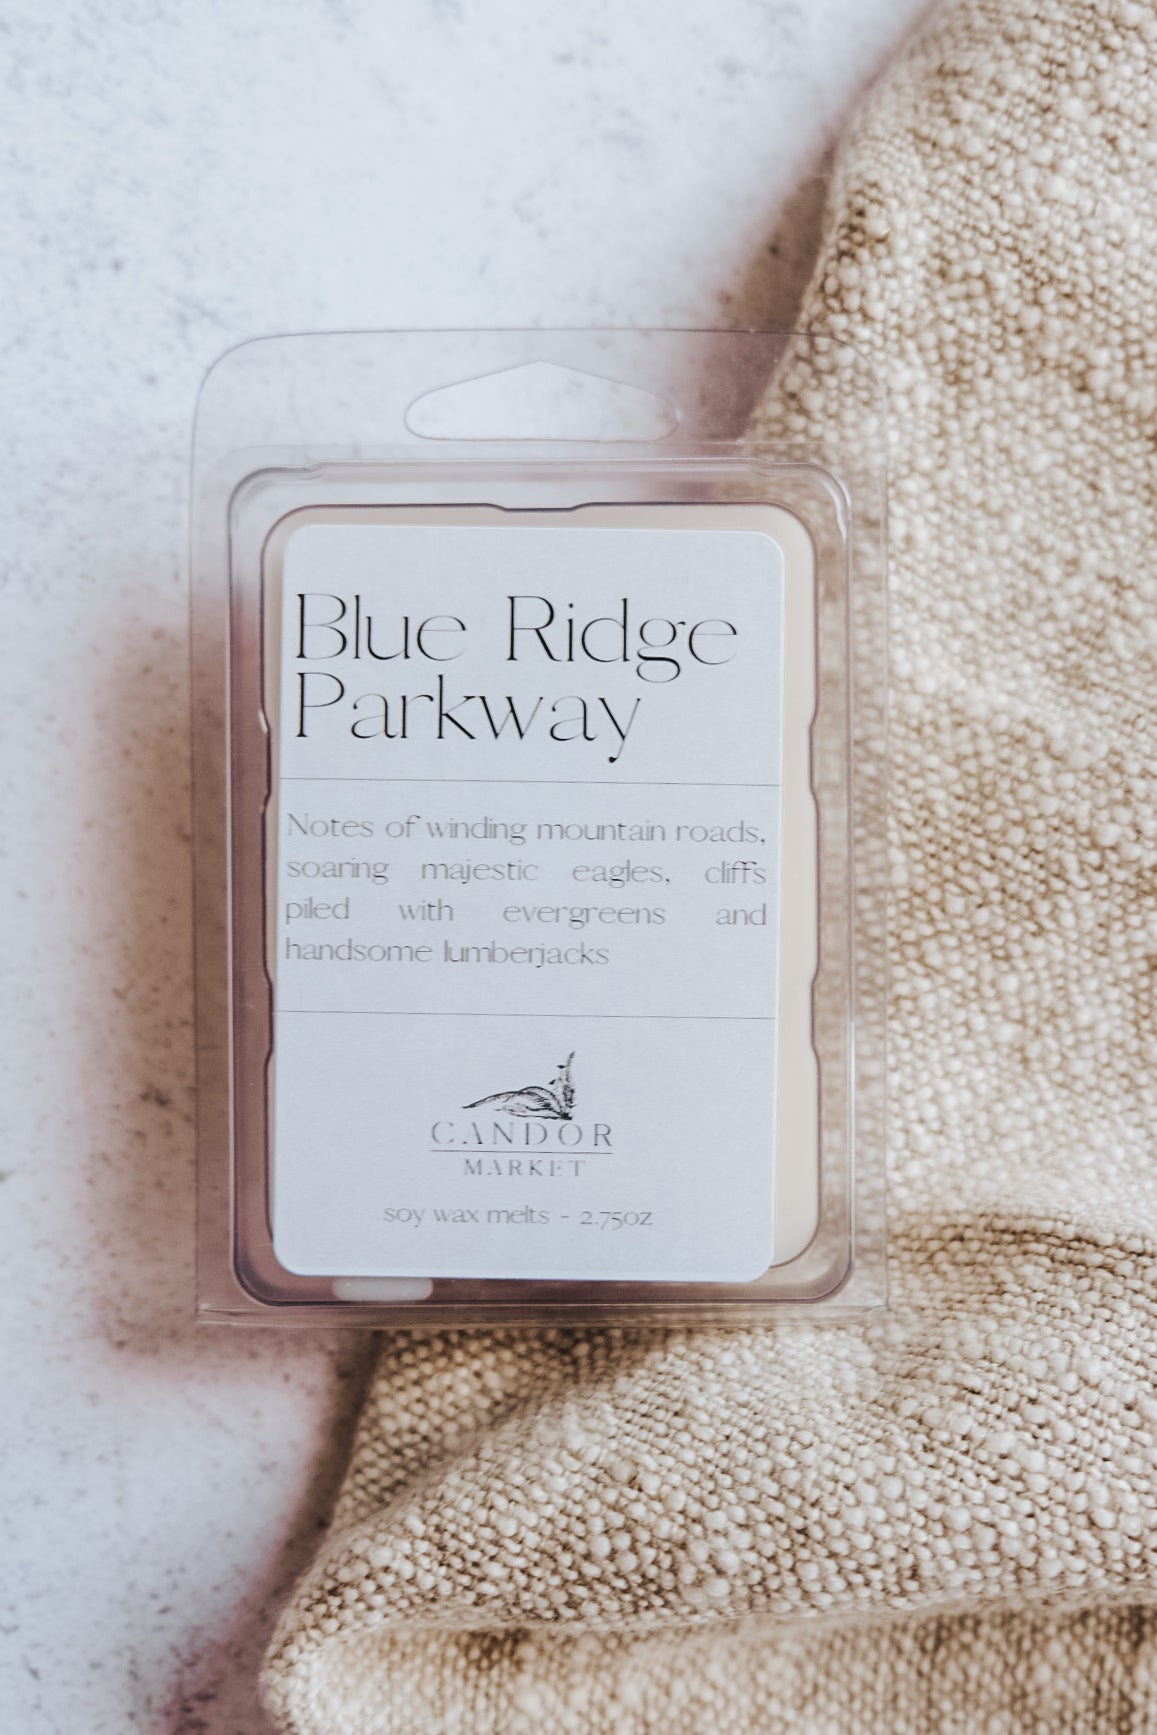 Blue Ridge
Parkway
Notes of winding mountain roads,
soaring majestic eagles, cliffs
piled with evergreens and
handsome lumberjacks
CANDOR
MARKET
soy wax melts - 2.75oz